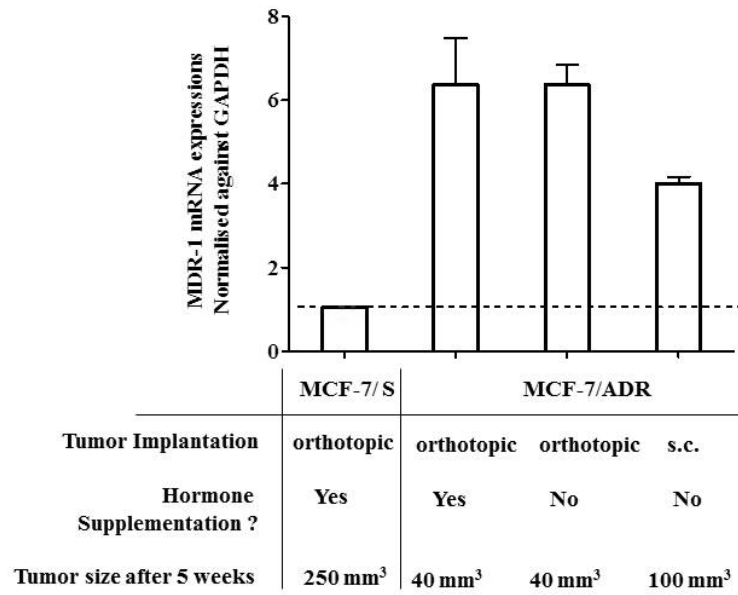 MDR-1 mRNA expressions
Normalised against GAPDH
8
6
4
2
0
MCF-7/ S
MCF-7/ADR
Tumor Implantation orthotopic orthotopic orthotopic s.c.
Hormone
Supplementation ? Yes Yes No No
Tumor size after 5 weeks 250 mm³ 40 mm³ 40 mm³ 100 mm³